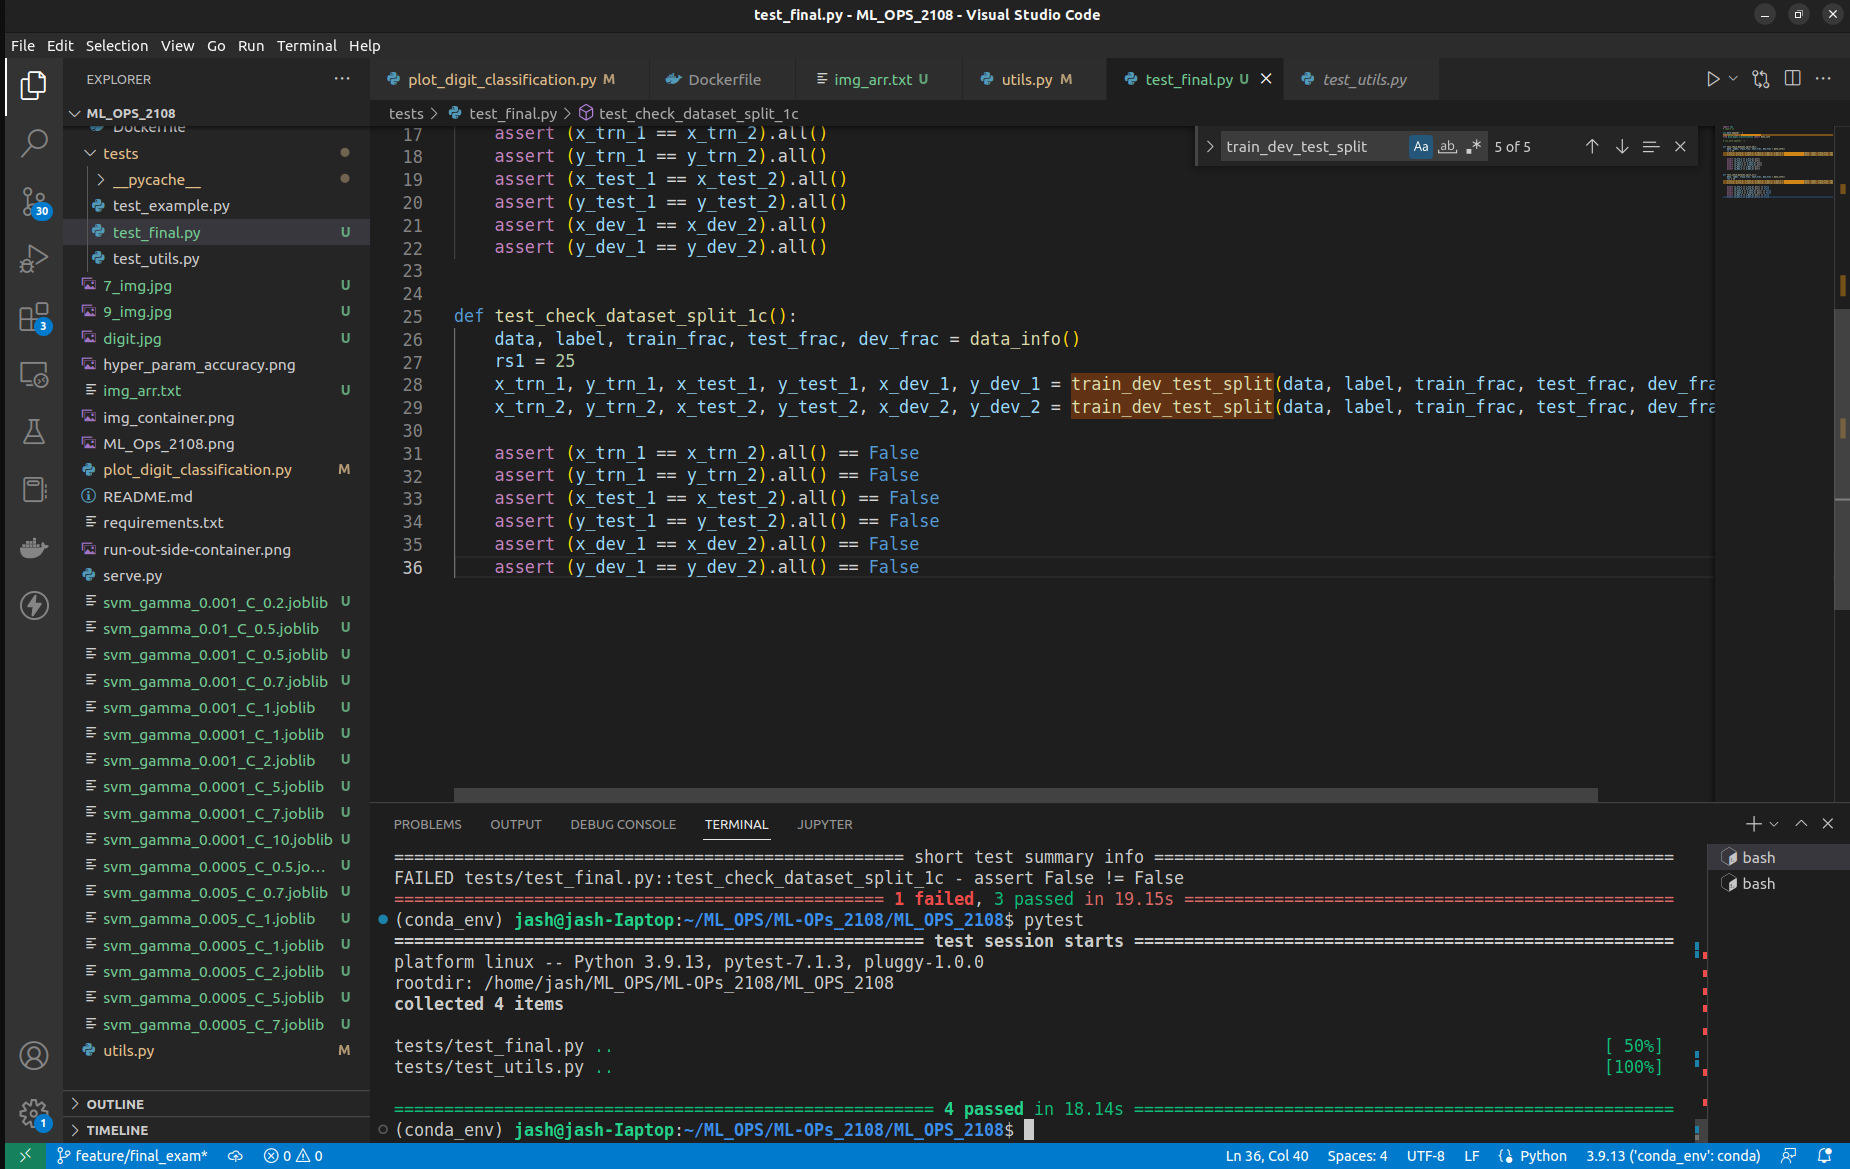 test_final.py - ML_OPS_2108 - Visual Studio Code
File Edit Selection View Go Run Terminal Help
EXPLORER
ML_OPS_2108
Dockerfile
tests
__pycache__
test_example.py
test_final.py U
test_utils.py
7_img.jpg U
9_img.jpg U
digit.jpg U
hyper_param_accuracy.png
img_arr.txt U
img_container.png
ML_Ops_2108.png
plot_digit_classification.py M
README.md
requirements.txt
run-out-side-container.png
serve.py
svm_gamma_0.001_C_0.2.joblib U
svm_gamma_0.01_C_0.5.joblib U
svm_gamma_0.001_C_0.5.joblib U
svm_gamma_0.001_C_0.7.joblib U
svm_gamma_0.001_C_1.joblib U
svm_gamma_0.0001_C_1.joblib U
svm_gamma_0.001_C_2.joblib U
svm_gamma_0.0001_C_5.joblib U
svm_gamma_0.0001_C_7.joblib U
svm_gamma_0.0001_C_10.joblib U
svm_gamma_0.0005_C_0.5.jo... U
svm_gamma_0.005_C_0.7.joblib U
svm_gamma_0.005_C_1.joblib U
svm_gamma_0.0005_C_1.joblib U
svm_gamma_0.0005_C_2.joblib U
svm_gamma_0.0005_C_5.joblib U
svm_gamma_0.0005_C_7.joblib U
utils.py M
OUTLINE
TIMELINE
30
3
1
plot_digit_classification.py M Dockerfile img_arr.txt U utils.py M test_final.py U test_utils.py
tests > test_final.py > test_check_dataset_split_1c
train_dev_test_split Aa ab .* 5 of 5
17 assert (x_trn_1 == x_trn_2).all()
18 assert (y_trn_1 == y_trn_2).all()
19 assert (x_test_1 == x_test_2).all()
20 assert (y_test_1 == y_test_2).all()
21 assert (x_dev_1 == x_dev_2).all()
22 assert (y_dev_1 == y_dev_2).all()
23
24
25 def test_check_dataset_split_1c():
26 data, label, train_frac, test_frac, dev_frac = data_info()
27 rs1 = 25
28 x_trn_1, y_trn_1, x_test_1, y_test_1, x_dev_1, y_dev_1 = train_dev_test_split(data, label, train_frac, test_frac, dev_fra
29 x_trn_2, y_trn_2, x_test_2, y_test_2, x_dev_2, y_dev_2 = train_dev_test_split(data, label, train_frac, test_frac, dev_fra
30
31 assert (x_trn_1 == x_trn_2).all() == False
32 assert (y_trn_1 == y_trn_2).all() == False
33 assert (x_test_1 == x_test_2).all() == False
34 assert (y_test_1 == y_test_2).all() == False
35 assert (x_dev_1 == x_dev_2).all() == False
36 assert (y_dev_1 == y_dev_2).all() == False
PROBLEMS OUTPUT DEBUG CONSOLE TERMINAL JUPYTER
bash
bash
=================================================== short test summary info ====================================================
FAILED tests/test_final.py::test_check_dataset_split_1c - assert False != False
================================================= 1 failed, 3 passed in 19.15s =================================================
(conda_env) jash@jash-Iaptop:~/ML_OPS/ML-OPs_2108/ML_OPS_2108$ pytest
===================================================== test session starts ======================================================
platform linux -- Python 3.9.13, pytest-7.1.3, pluggy-1.0.0
rootdir: /home/jash/ML_OPS/ML-OPs_2108/ML_OPS_2108
collected 4 items
tests/test_final.py .. [ 50%]
tests/test_utils.py .. [100%]
====================================================== 4 passed in 18.14s ======================================================
(conda_env) jash@jash-Iaptop:~/ML_OPS/ML-OPs_2108/ML_OPS_2108$
feature/final_exam* 0 0 Ln 36, Col 40 Spaces: 4 UTF-8 LF Python 3.9.13 ('conda_env': conda)